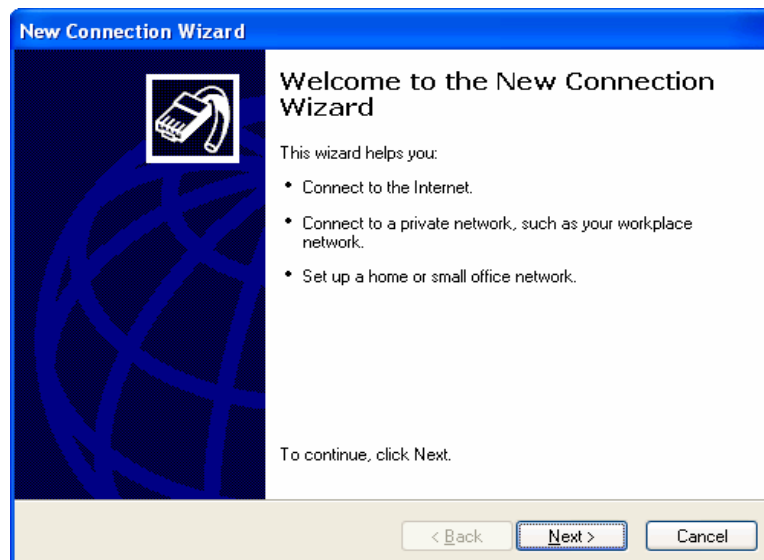 New Connection Wizard
Welcome to the New Connection
Wizard
This wizard helps you:
• Connect to the Internet.
• Connect to a private network, such as your workplace
network.
• Set up a home or small office network.
To continue, click Next.
< Back Next > Cancel